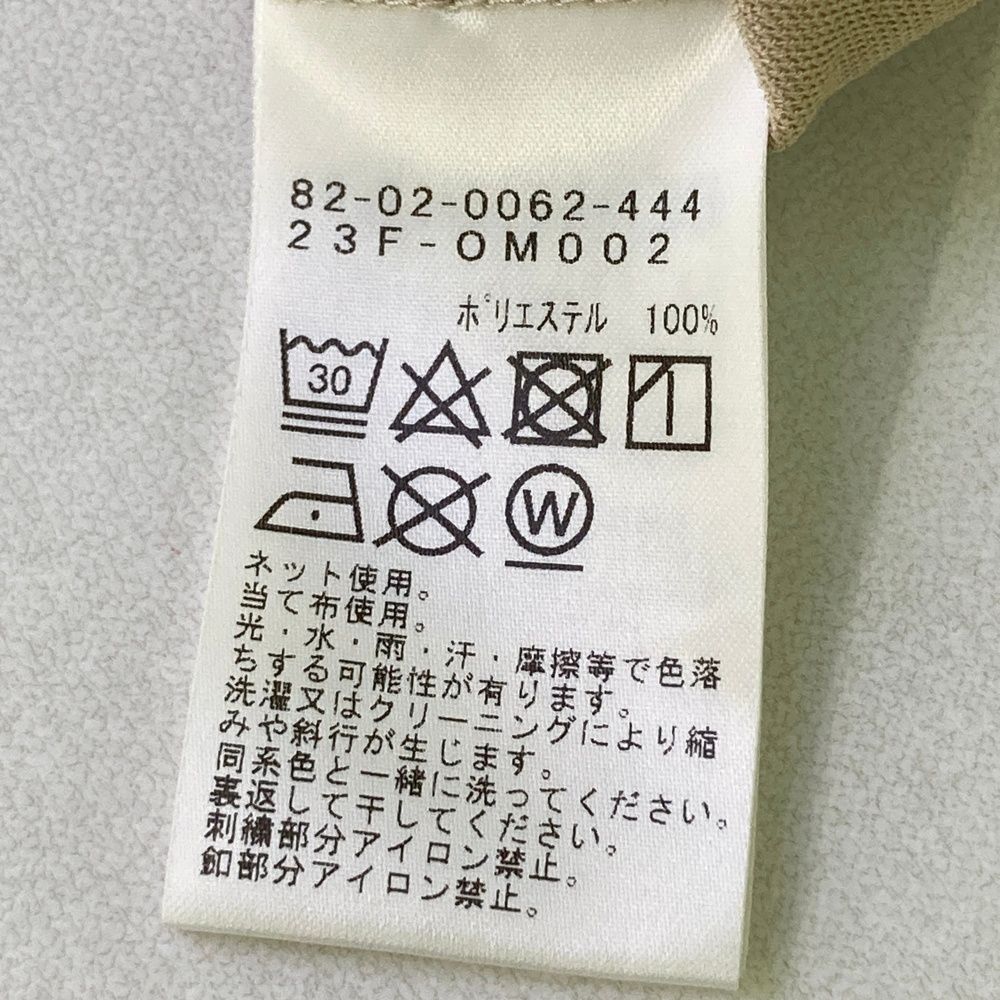 82-02-0062-444
23F-OM002
ポリエステル 100%
30
W
ネット使用。
当て布使用。
光・水・雨・汗・摩擦等で色落
ちする可能性が有ります。
洗濯又はクリーニングにより縮
みや斜行が生じます。
同系色と一緒に洗ってください。
裏返して干してください。
刺繍部分アイロン禁止。
釦部分アイロン禁止。